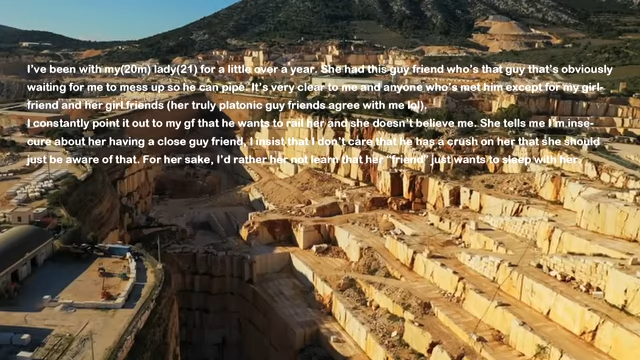 I've been with my(20m) lady(21) for a little over a year. She had this guy friend who's that guy that's obviously
waiting for me to mess up so he can pipe. It's very clear to me and anyone who's met him except for my girl-
friend and her girl friends (her truly platonic guy friends agree with me lol).
I constantly point it out to my gf that he wants to rail her and she doesn't believe me. She tells me I'm inse-
cure about her having a close guy friend, I insist that I don't care that he has a crush on her that she should
just be aware of that. For her sake, I'd rather her not learn that her "friend" just wants to sleep with her.